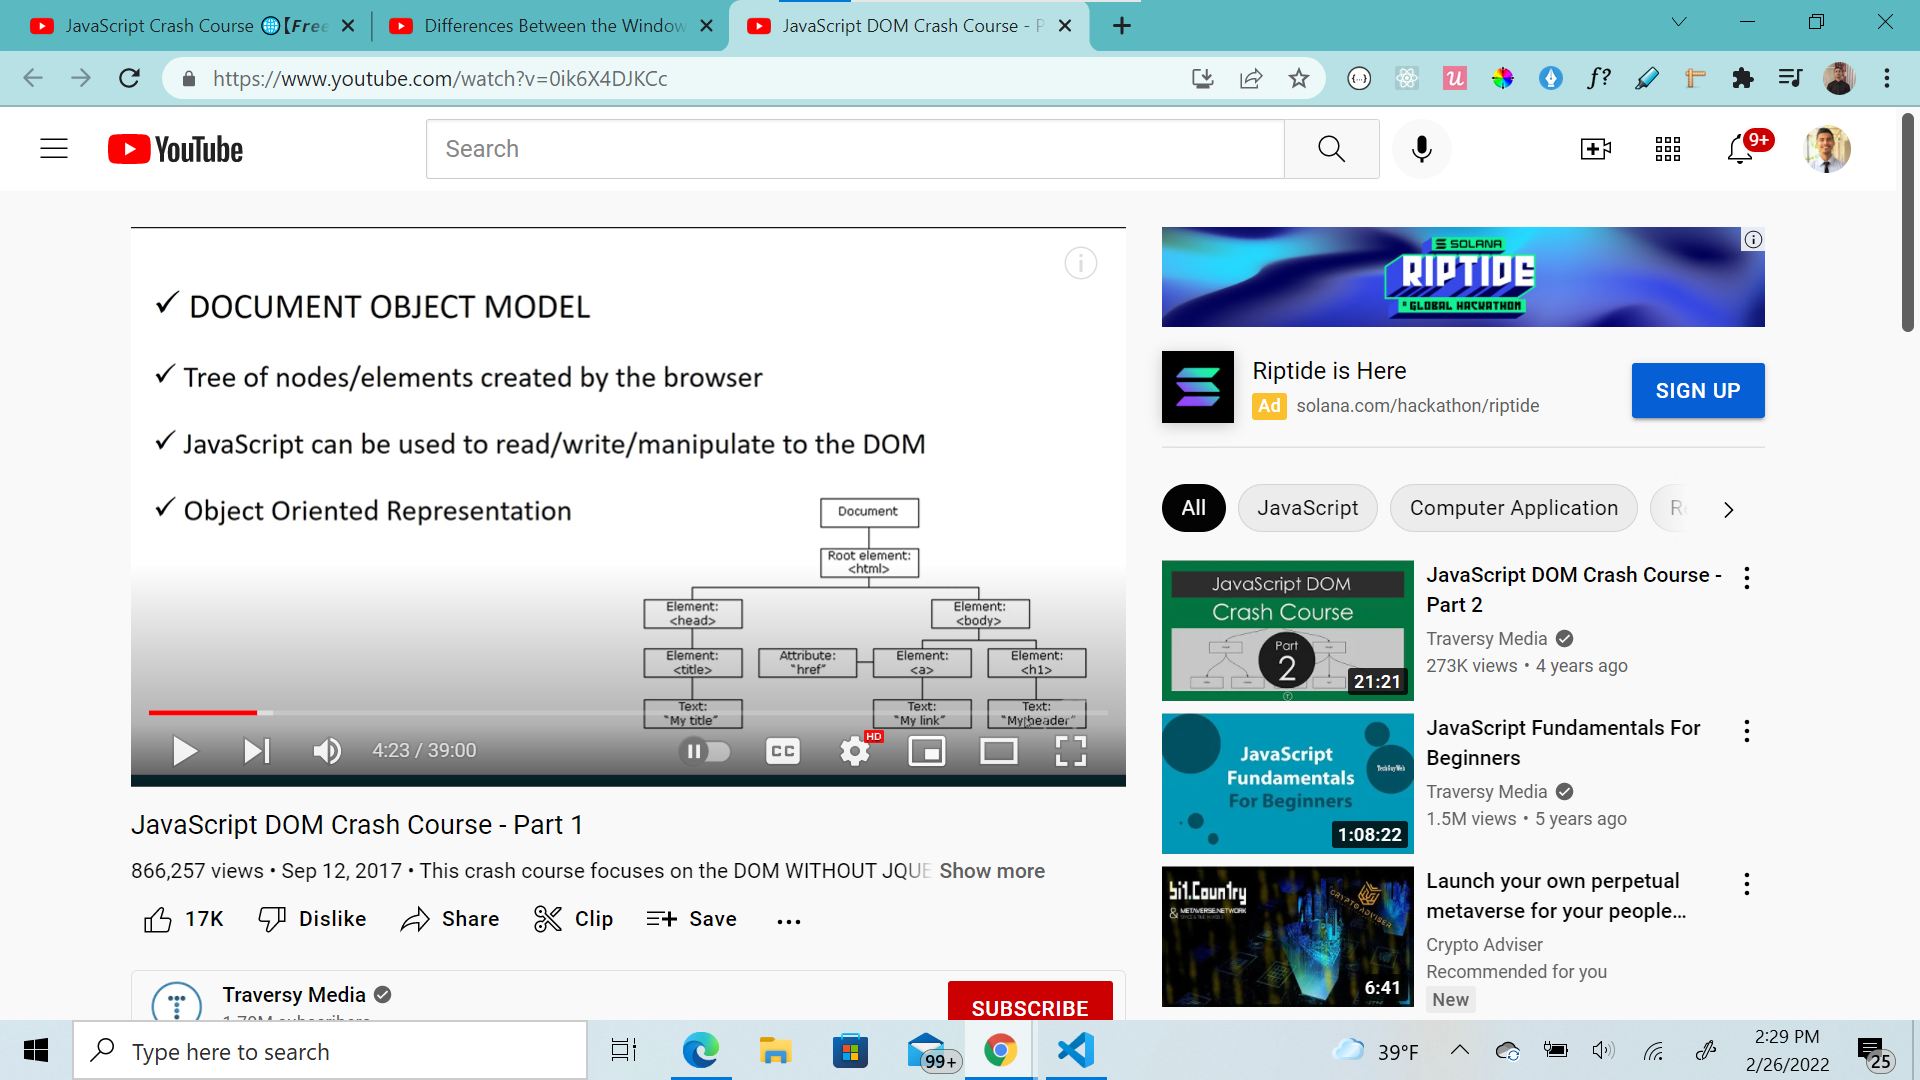 JavaScript Crash Course 🌐【Free
Differences Between the Window
JavaScript DOM Crash Course - P
https://www.youtube.com/watch?v=0ik6X4DJKCc
f?
YouTube
Search
9+
✓ DOCUMENT OBJECT MODEL
✓ Tree of nodes/elements created by the browser
✓ JavaScript can be used to read/write/manipulate to the DOM
✓ Object Oriented Representation
Document
Root element:
<html>
Element:
<head>
Element:
<body>
Element:
<title>
Attribute:
"href"
Element:
<a>
Element:
<h1>
Text:
"My title"
Text:
"My link"
Text:
"My header"
4:23 / 39:00
CC
HD
JavaScript DOM Crash Course - Part 1
866,257 views • Sep 12, 2017 • This crash course focuses on the DOM WITHOUT JQUE Show more
17K
Dislike
Share
Clip
Save
Traversy Media
SUBSCRIBE
SOLANA
RIPTIDE
A GLOBAL HACKATHON
Riptide is Here
Ad solana.com/hackathon/riptide
SIGN UP
All
JavaScript
Computer Application
JavaScript DOM
Crash Course
Part
2
21:21
JavaScript DOM Crash Course -
Part 2
Traversy Media
273K views • 4 years ago
JavaScript
Fundamentals
For Beginners
TechGuyWeb
1:08:22
JavaScript Fundamentals For
Beginners
Traversy Media
1.5M views • 5 years ago
bit.Coun1ry
& METAVERSE.NETWORK
CRYPTO ADVISER
6:41
Launch your own perpetual
metaverse for your people...
Crypto Adviser
Recommended for you
New
Type here to search
99+
39°F
2:29 PM
2/26/2022
25